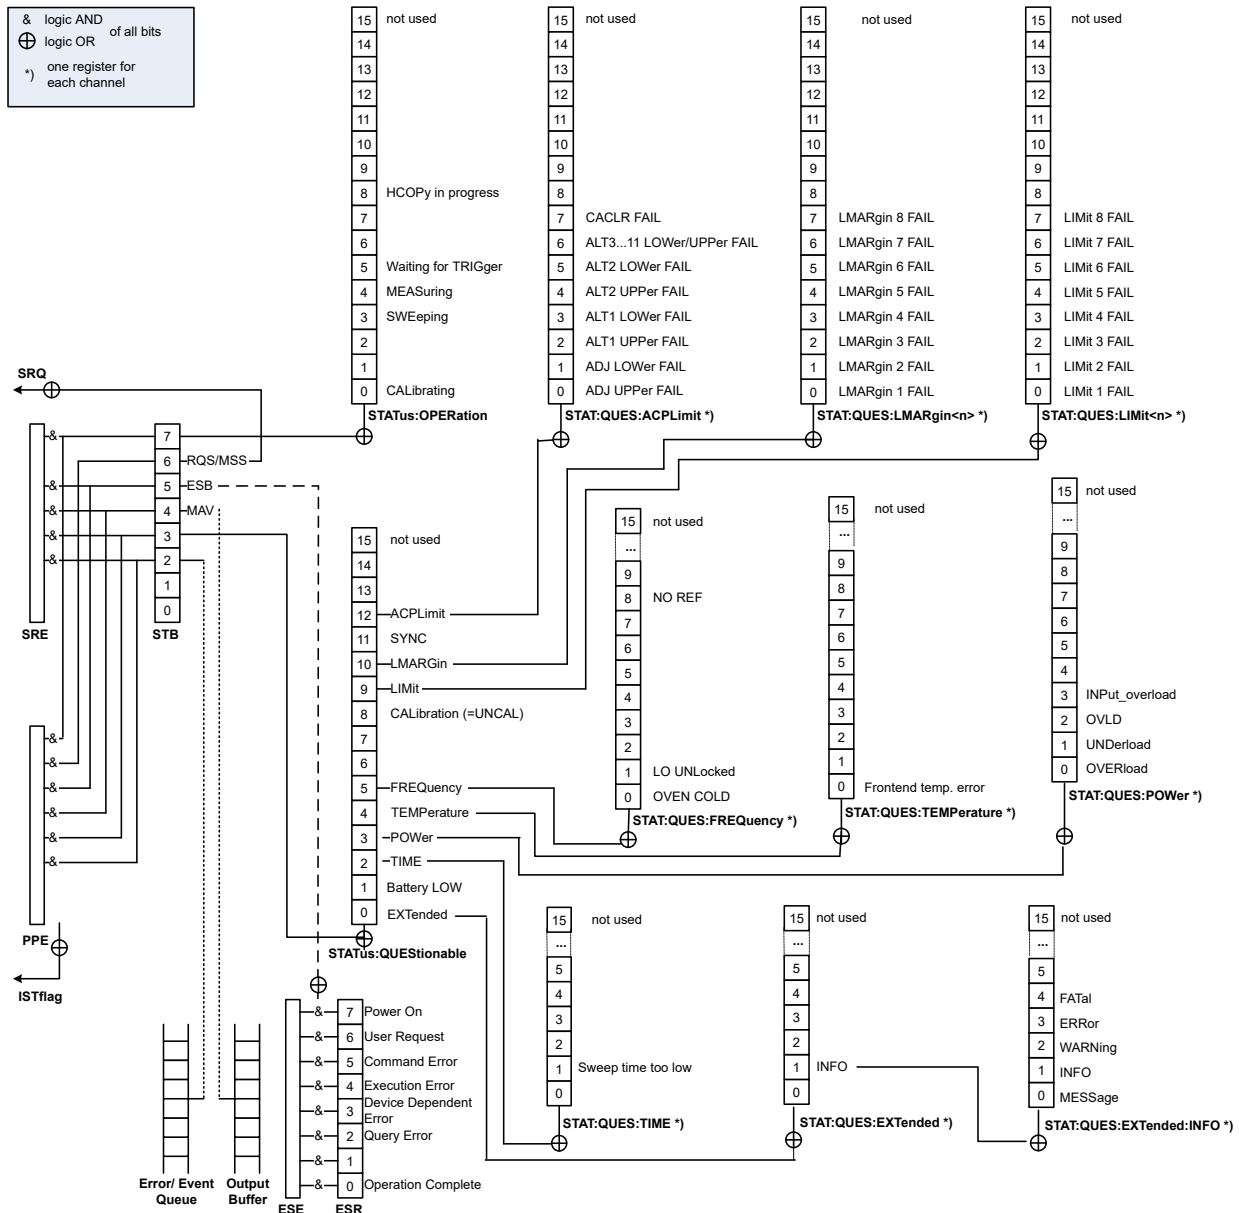 & logic AND
of all bits
⊕ logic OR
*) one register for
each channel
15 not used
14
13
12
11
10
9
8 HCOPy in progress
7
6
5 Waiting for TRIGger
4 MEASuring
3 SWEeping
2
1
0 CALibrating
STATus:OPERation
15 not used
14
13
12
11
10
9
8
7 CACLR FAIL
6 ALT3...11 LOWer/UPPer FAIL
5 ALT2 LOWer FAIL
4 ALT2 UPPer FAIL
3 ALT1 LOWer FAIL
2 ALT1 UPPer FAIL
1 ADJ LOWer FAIL
0 ADJ UPPer FAIL
STAT:QUES:ACPLimit *)
15 not used
14
13
12
11
10
9
8
7 LMARgin 8 FAIL
6 LMARgin 7 FAIL
5 LMARgin 6 FAIL
4 LMARgin 5 FAIL
3 LMARgin 4 FAIL
2 LMARgin 3 FAIL
1 LMARgin 2 FAIL
0 LMARgin 1 FAIL
STAT:QUES:LMARgin<n> *)
15 not used
14
13
12
11
10
9
8
7 LIMit 8 FAIL
6 LIMit 7 FAIL
5 LIMit 6 FAIL
4 LIMit 5 FAIL
3 LIMit 4 FAIL
2 LIMit 3 FAIL
1 LIMit 2 FAIL
0 LIMit 1 FAIL
STAT:QUES:LIMit<n> *)
SRQ
& 7
6 RQS/MSS
& 5 ESB
& 4 MAV
& 3
& 2
1
0
SRE
STB
&
&
&
&
&
&
PPE
ISTflag
15 not used
14
13
12 ACPLimit
11 SYNC
10 LMARGin
9 LIMit
8 CALibration (=UNCAL)
7
6
5 FREQuency
4 TEMPerature
3 POWer
2 TIME
1 Battery LOW
0 EXTended
STATus:QUEStionable
15 not used
...
9
8 NO REF
7
6
5
4
3
2
1 LO UNLocked
0 OVEN COLD
STAT:QUES:FREQuency *)
15 not used
...
9
8
7
6
5
4
3
2
1
0 Frontend temp. error
STAT:QUES:TEMPerature *)
15 not used
...
9
8
7
6
5
4
3 INPut_overload
2 OVLD
1 UNDerload
0 OVERload
STAT:QUES:POWer *)
Error/ Event
Queue
Output
Buffer
& 7 Power On
& 6 User Request
& 5 Command Error
& 4 Execution Error
& 3 Device Dependent
Error
& 2 Query Error
& 1
& 0 Operation Complete
ESE
ESR
15 not used
...
5
4
3
2
1 Sweep time too low
0
STAT:QUES:TIME *)
15 not used
...
5
4
3
2
1 INFO
0
STAT:QUES:EXTended *)
15 not used
...
5
4 FATal
3 ERRor
2 WARNing
1 INFO
0 MESSage
STAT:QUES:EXTended:INFO *)